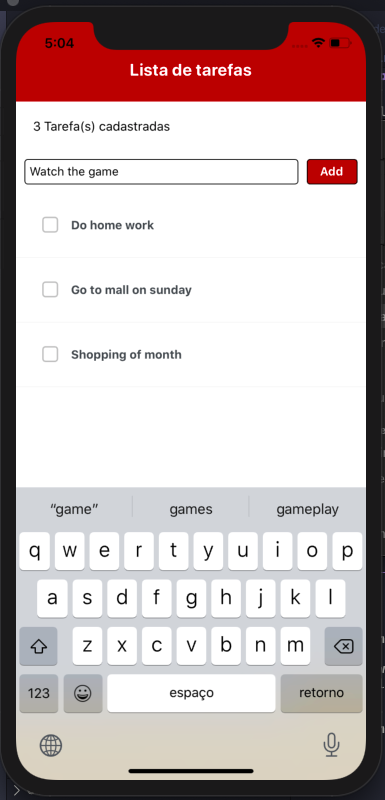 5:04
Lista de tarefas
3 Tarefa(s) cadastradas
Watch the game
Add
Do home work
Go to mall on sunday
Shopping of month
“game” games gameplay
q w e r t y u i o p
a s d f g h j k l
z x c v b n m
123 espaço retorno